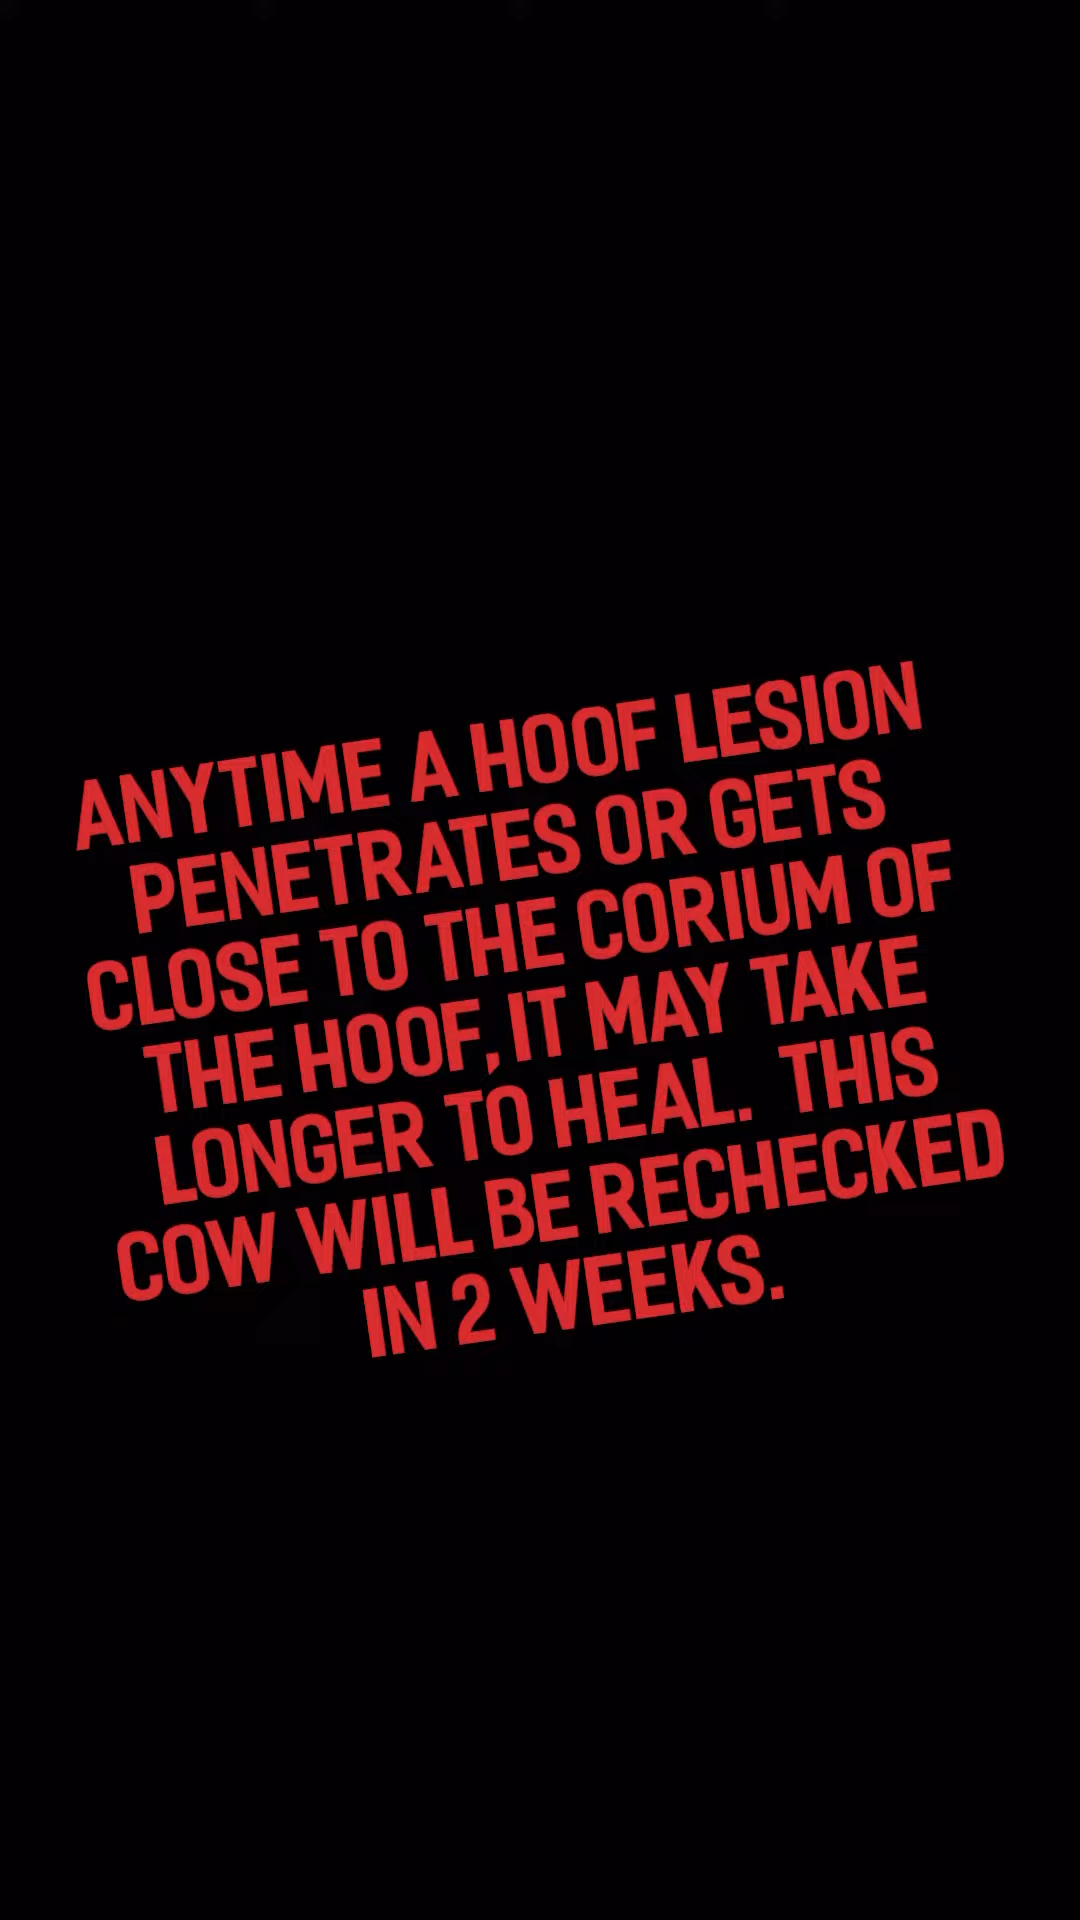 ANYTIME A HOOF LESION
PENETRATES OR GETS
CLOSE TO THE CORIUM OF
THE HOOF, IT MAY TAKE
LONGER TO HEAL. THIS
COW WILL BE RECHECKED
IN 2 WEEKS.